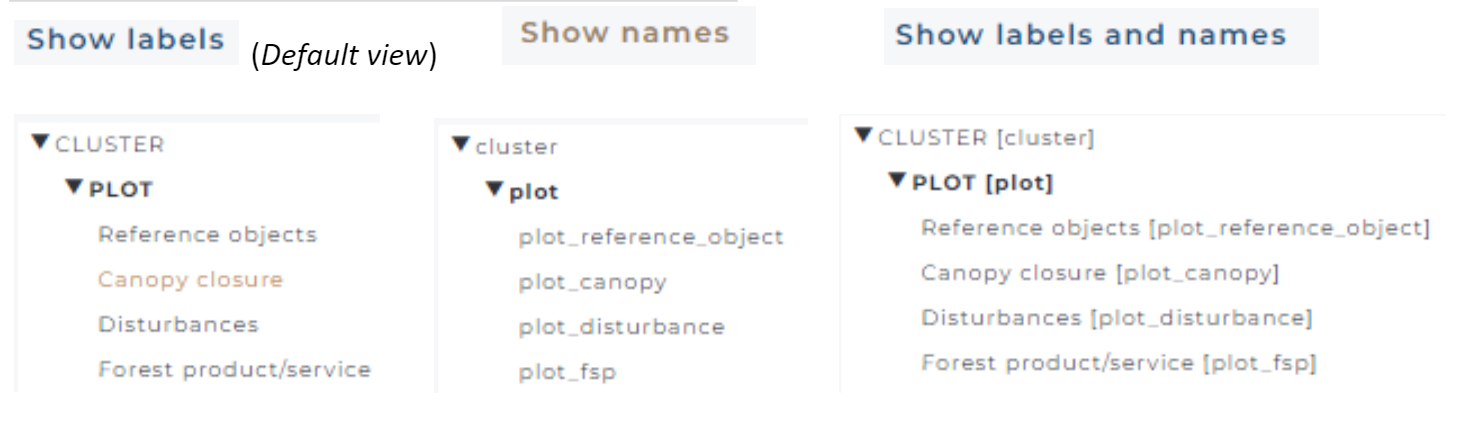 Show labels (Default view)
CLUSTER
PLOT
Reference objects
Canopy closure
Disturbances
Forest product/service
Show names
cluster
plot
plot_reference_object
plot_canopy
plot_disturbance
plot_fsp
Show labels and names
CLUSTER [cluster]
PLOT [plot]
Reference objects [plot_reference_object]
Canopy closure [plot_canopy]
Disturbances [plot_disturbance]
Forest product/service [plot_fsp]